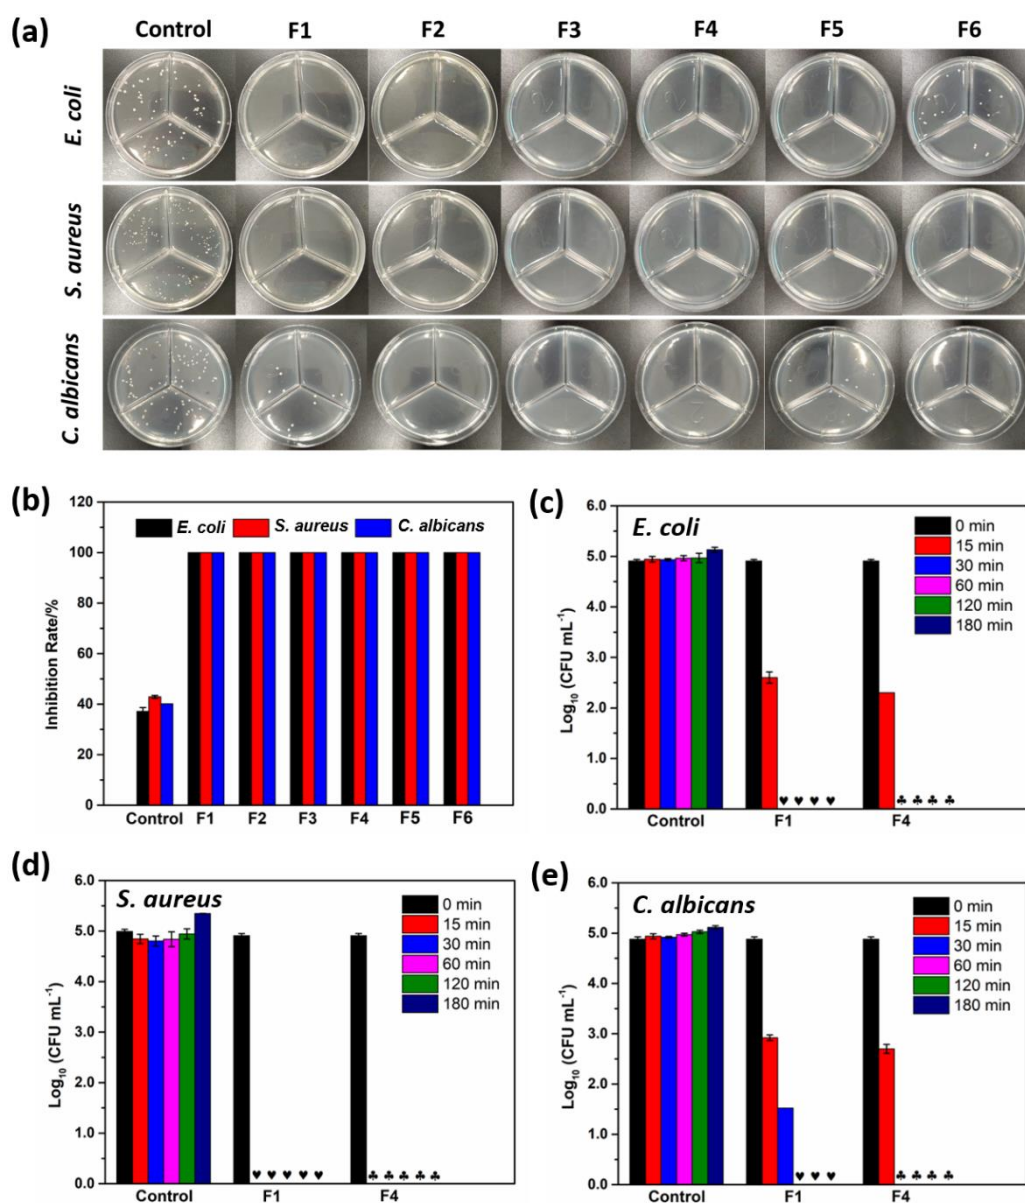 (a) Control F1 F2 F3 F4 F5 F6
E. coli
S. aureus
C. albicans
(b)
120
100
80
60
40
20
0
Inhibition Rate/%
E. coli S. aureus C. albicans
Control F1 F2 F3 F4 F5 F6
(c)
6.0
5.0
4.0
3.0
2.0
1.0
0.0
Log10 (CFU mL-1)
E. coli
0 min
15 min
30 min
60 min
120 min
180 min
Control F1 F4
(d)
6.0
5.0
4.0
3.0
2.0
1.0
0.0
Log10 (CFU mL-1)
S. aureus
0 min
15 min
30 min
60 min
120 min
180 min
Control F1 F4
(e)
6.0
5.0
4.0
3.0
2.0
1.0
0.0
Log10 (CFU mL-1)
C. albicans
0 min
15 min
30 min
60 min
120 min
180 min
Control F1 F4